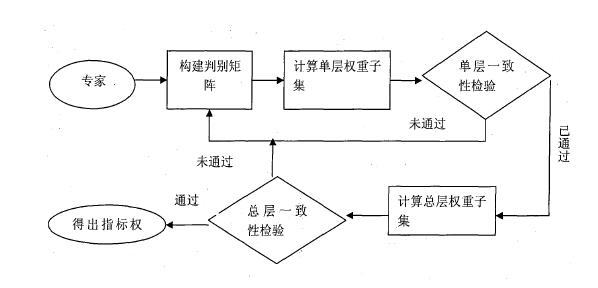 专家
构建判别矩
阵
计算单层权重子
集
单层一致
性检验
未通过
已通过
未通过
计算总层权重子
集
总层一致
性检验
通过
得出指标权